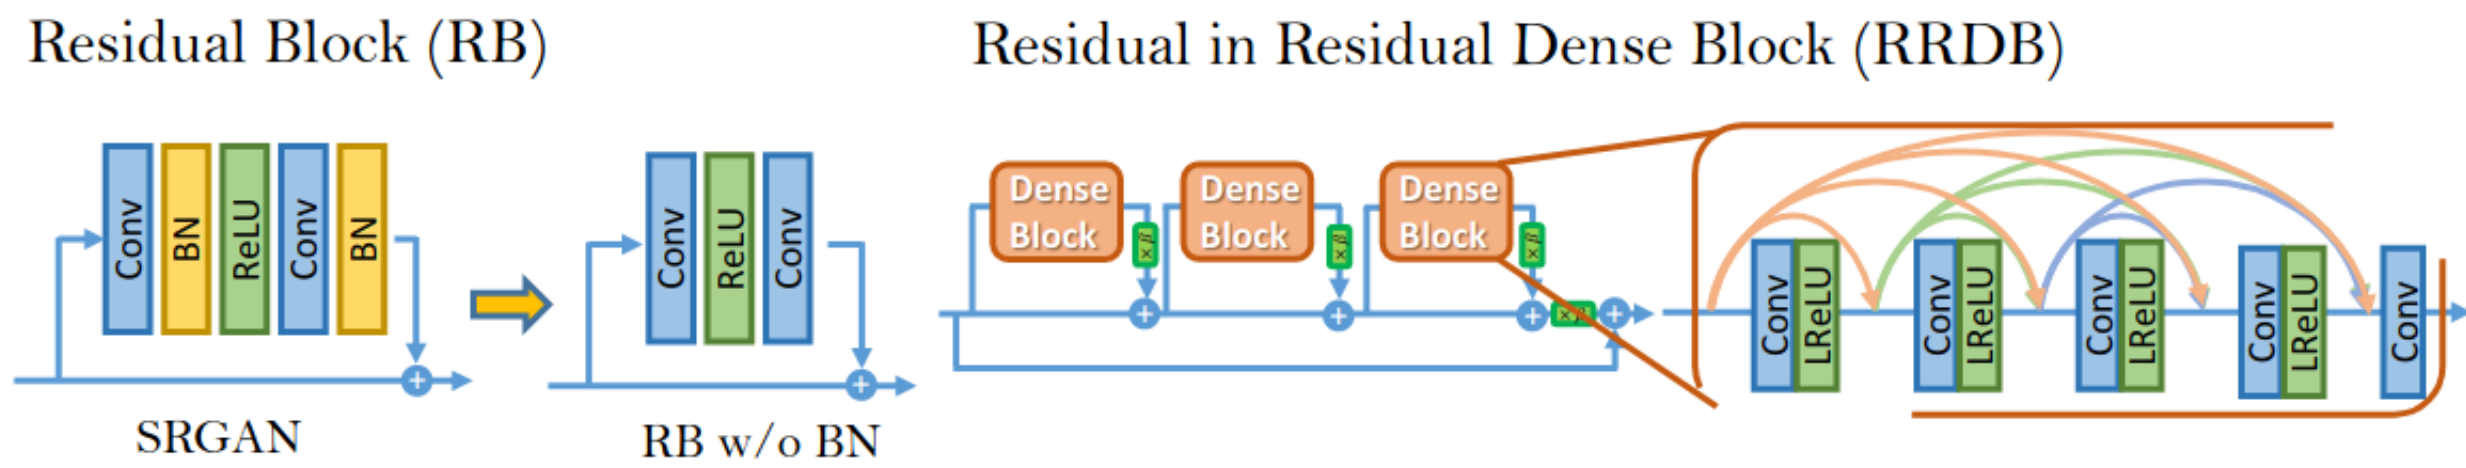 Residual Block (RB)
Conv
BN
ReLU
Conv
BN
SRGAN
Conv
ReLU
Conv
RB w/o BN
Residual in Residual Dense Block (RRDB)
Dense
Block
×β
Dense
Block
×β
Dense
Block
×β
×β
Conv
LReLU
Conv
LReLU
Conv
LReLU
Conv
LReLU
Conv